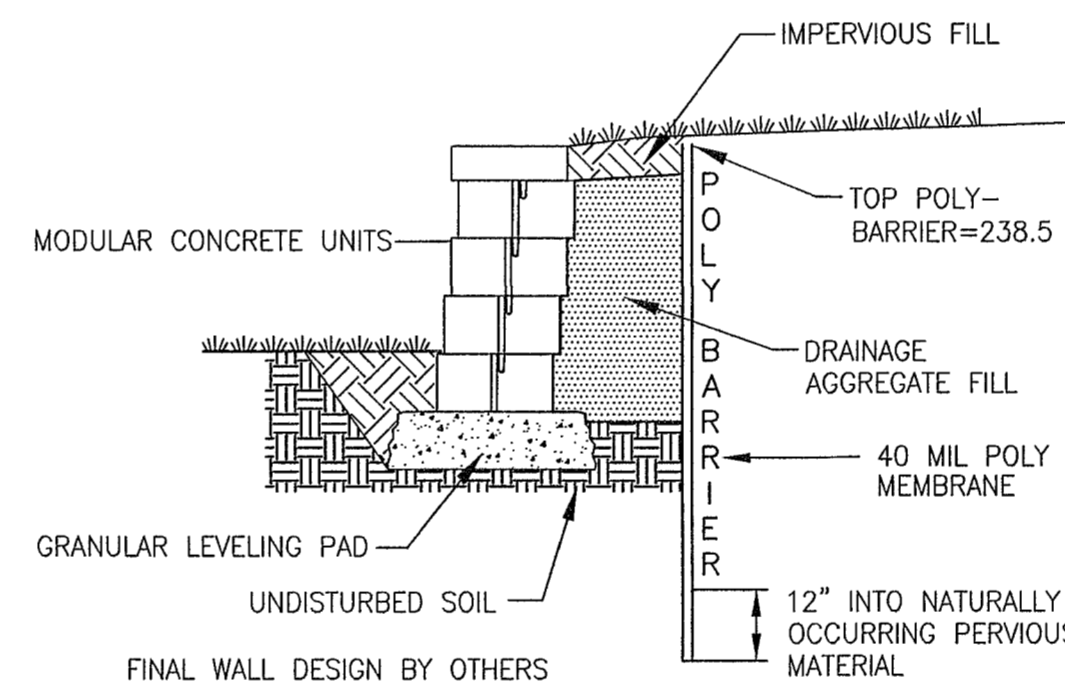 IMPERVIOUS FILL
TOP POLY-
BARRIER=238.5
MODULAR CONCRETE UNITS
POLY BARRIER
DRAINAGE
AGGREGATE FILL
40 MIL POLY
MEMBRANE
GRANULAR LEVELING PAD
UNDISTURBED SOIL
12" INTO NATURALLY
OCCURRING PERVIOUS
MATERIAL
FINAL WALL DESIGN BY OTHERS